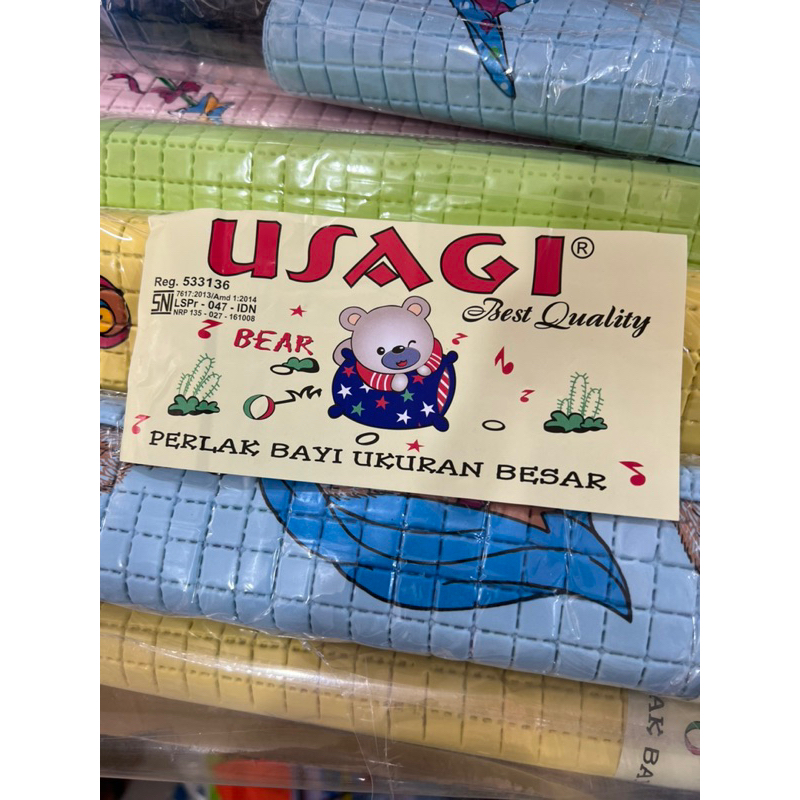 USAGI®
Best Quality
Reg. 533136
SNI 7617:2013/Amd 1:2014
LSPr - 047 - IDN
NRP 135 - 027 - 161008
BEAR
PERLAK BAYI UKURAN BESAR
AK BA